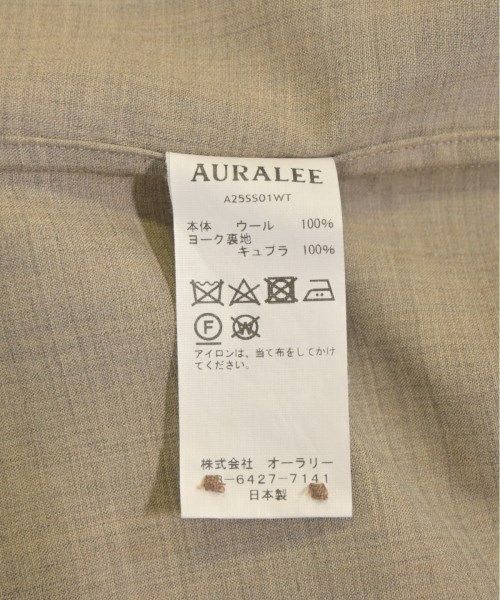 AURALEE
A25SS01WT
本体 ウール 100%
ヨーク裏地
キュプラ 100%
F W
アイロンは、当て布をしてかけ
てください。
株式会社 オーラリー
-6427-7141
日本製